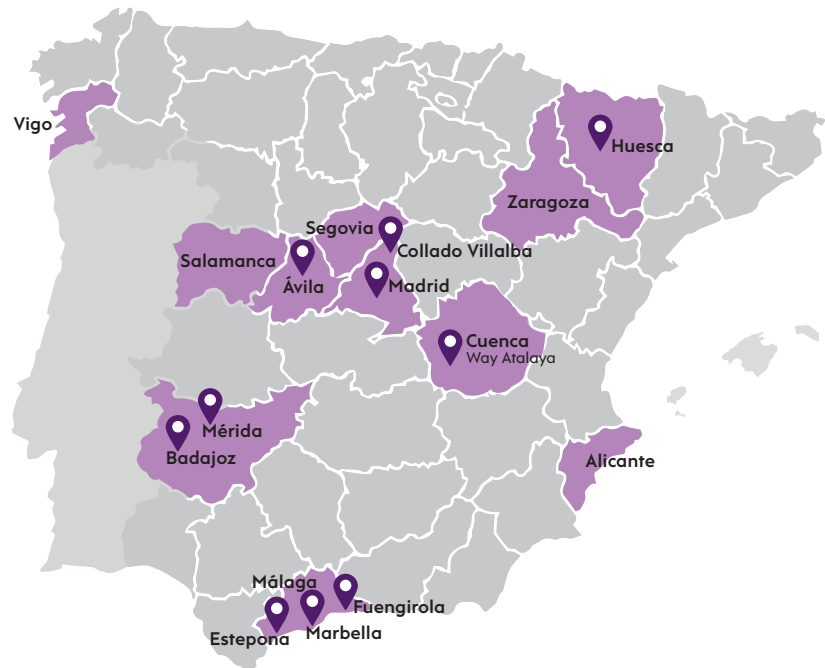 Vigo
Huesca
Zaragoza
Segovia
Collado Villalba
Salamanca
Ávila
Madrid
Cuenca
Way Atalaya
Mérida
Badajoz
Alicante
Málaga
Fuengirola
Marbella
Estepona